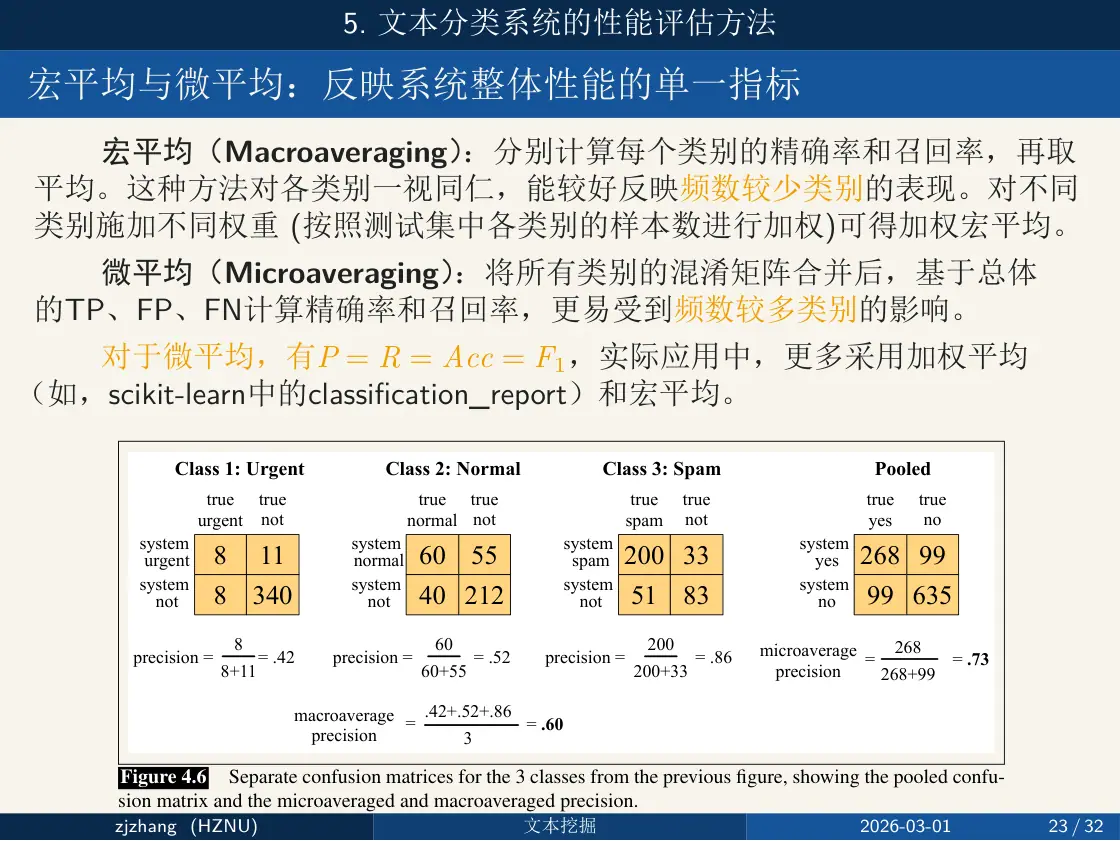 5. 文本分类系统的性能评估方法
宏平均与微平均：反映系统整体性能的单一指标
宏平均（Macroaveraging）：分别计算每个类别的精确率和召回率，再取
平均。这种方法对各类别一视同仁，能较好反映频数较少类别的表现。对不同
类别施加不同权重 (按照测试集中各类别的样本数进行加权)可得加权宏平均。
微平均（Microaveraging）：将所有类别的混淆矩阵合并后，基于总体
的TP、FP、FN计算精确率和召回率，更易受到频数较多类别的影响。
对于微平均，有P = R = Acc = F₁，实际应用中，更多采用加权平均
（如，scikit-learn中的classification_report）和宏平均。
Class 1: Urgent
true urgent
true not
system urgent 8 11
system not 8 340
precision = 8 / 8+11 = .42
Class 2: Normal
true normal
true not
system normal 60 55
system not 40 212
precision = 60 / 60+55 = .52
Class 3: Spam
true spam
true not
system spam 200 33
system not 51 83
precision = 200 / 200+33 = .86
Pooled
true yes
true no
system yes 268 99
system no 99 635
microaverage precision = 268 / 268+99 = .73
macroaverage precision = .42+.52+.86 / 3 = .60
Figure 4.6 Separate confusion matrices for the 3 classes from the previous figure, showing the pooled confu-
sion matrix and the microaveraged and macroaveraged precision.
zjzhang (HZNU) 文本挖掘 2026-03-01 23 / 32